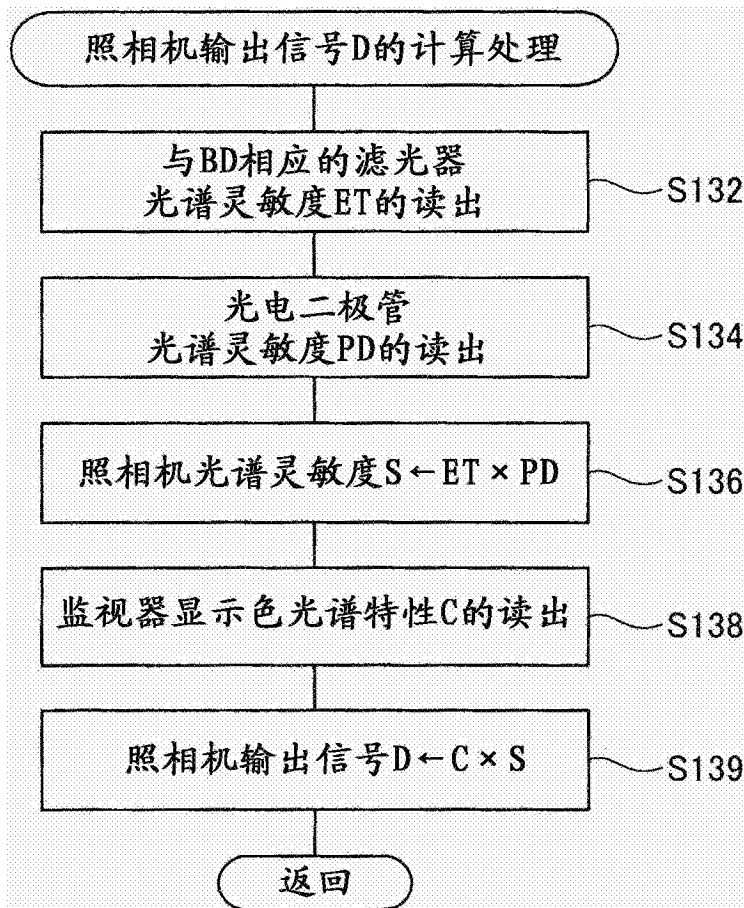 照相机输出信号D的计算处理
与BD相应的滤光器
光谱灵敏度ET的读出
S132
光电二极管
光谱灵敏度PD的读出
S134
照相机光谱灵敏度S←ET×PD
S136
监视器显示色光谱特性C的读出
S138
照相机输出信号D←C×S
S139
返回